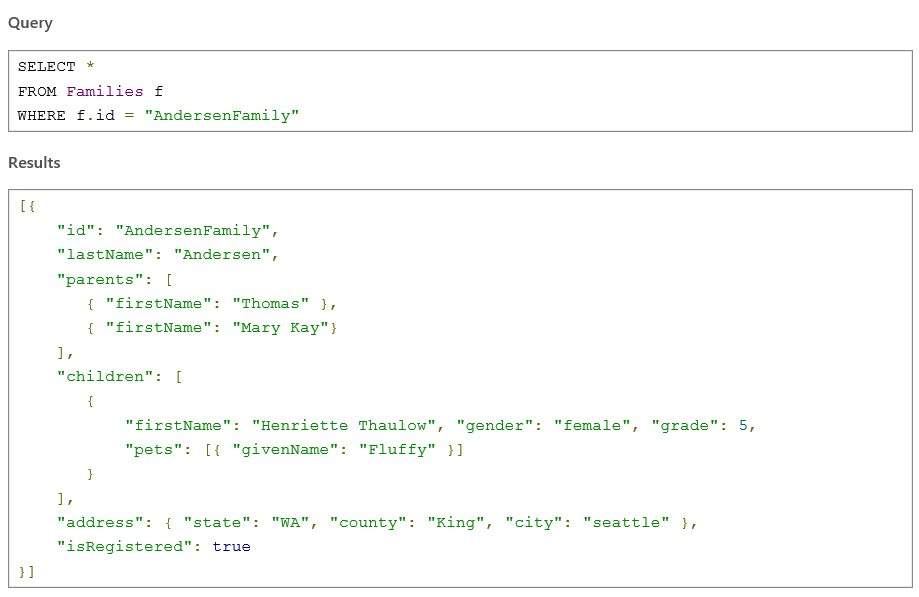 Query
SELECT *
FROM Families f
WHERE f.id = "AndersenFamily"
Results
[{
    "id": "AndersenFamily",
    "lastName": "Andersen",
    "parents": [
       { "firstName": "Thomas" },
       { "firstName": "Mary Kay"}
    ],
    "children": [
       {
           "firstName": "Henriette Thaulow", "gender": "female", "grade": 5,
           "pets": [{ "givenName": "Fluffy" }]
       }
    ],
    "address": { "state": "WA", "county": "King", "city": "seattle" },
    "isRegistered": true
}]